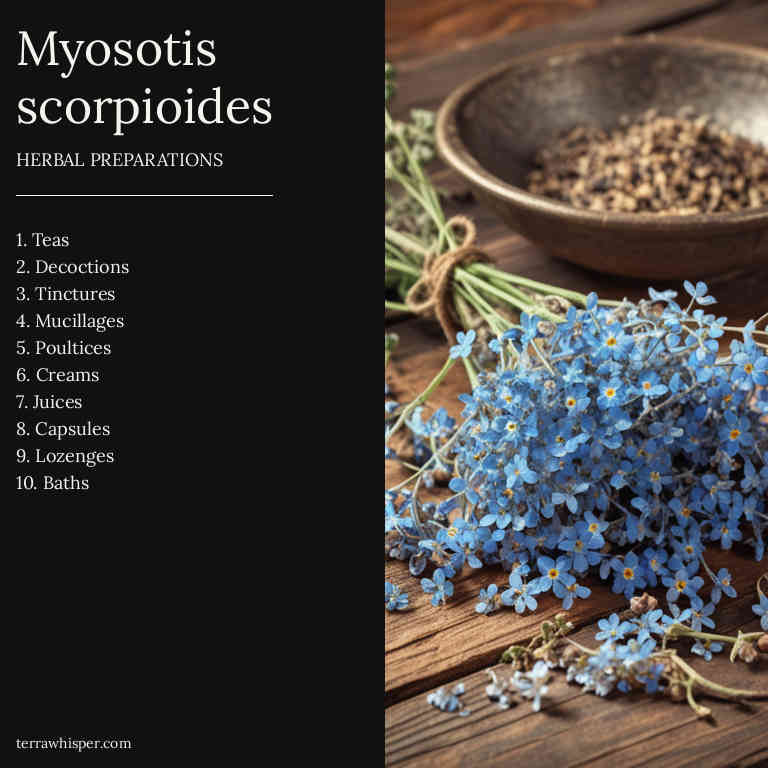 Myosotis
scorpioides
HERBAL PREPARATIONS
1. Teas
2. Decoctions
3. Tinctures
4. Mucillages
5. Poultices
6. Creams
7. Juices
8. Capsules
9. Lozenges
10. Baths
terrawhisper.com